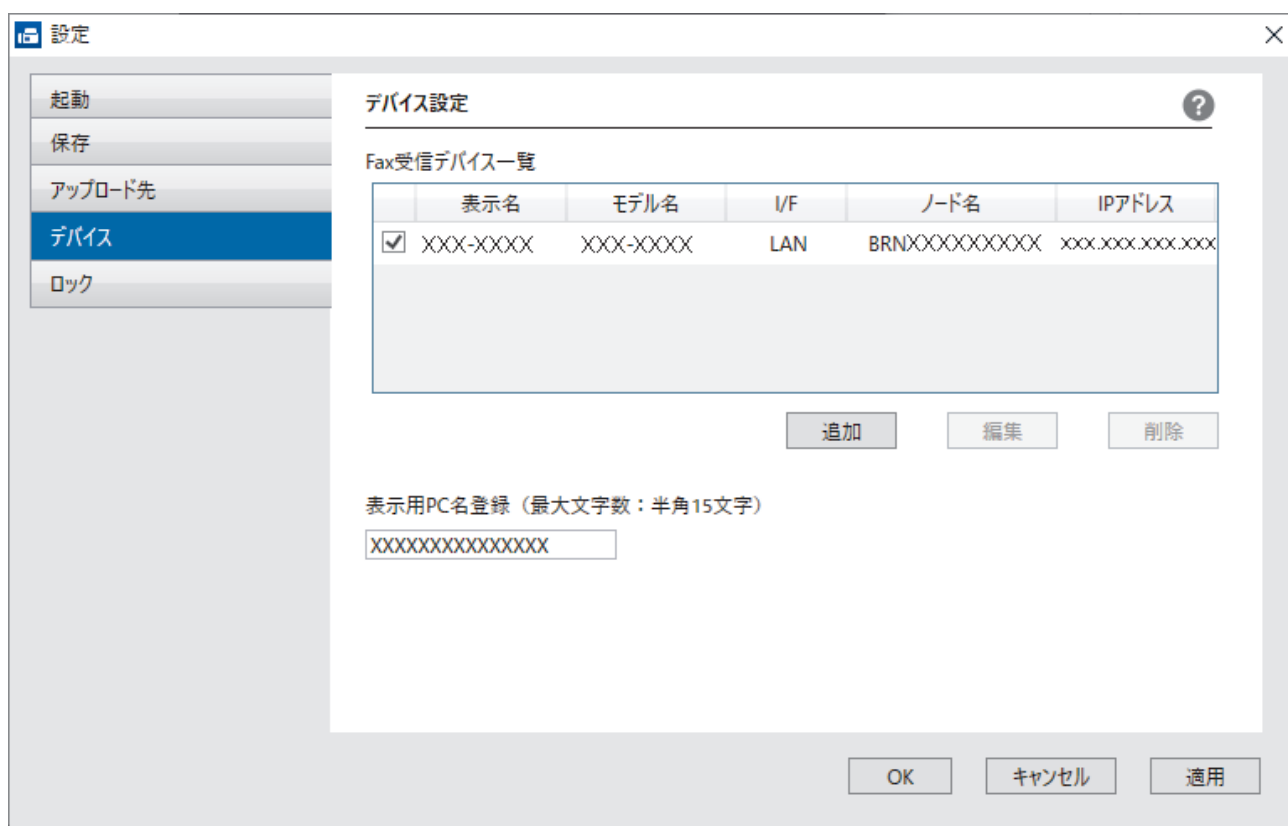 設定
起動
保存
アップロード先
デバイス
ロック
デバイス設定
?
Fax受信デバイス一覧
表示名 モデル名 I/F ノード名 IPアドレス
XXX-XXXX XXX-XXXX LAN BRNXXXXXXXXX XXX.XXX.XXX.XXX
追加 編集 削除
表示用PC名登録（最大文字数：半角15文字）
XXXXXXXXXXXXXXX
OK キャンセル 適用